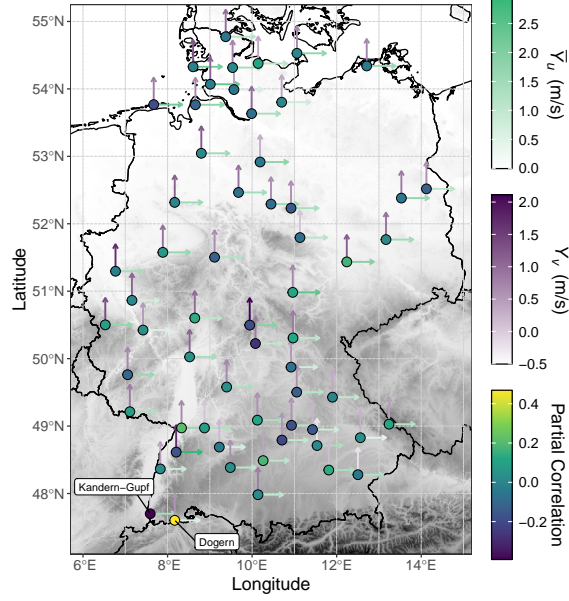 55°N
54°N
53°N
52°N
51°N
50°N
49°N
48°N
Latitude
6°E
8°E
10°E
12°E
14°E
Longitude
Kandern−Gupf
Dogern
2.5
2.0
1.5
1.0
0.5
0.0
Yu (m/s)
2.0
1.5
1.0
0.5
0.0
−0.5
Yv (m/s)
0.4
0.2
0.0
−0.2
Partial Correlation